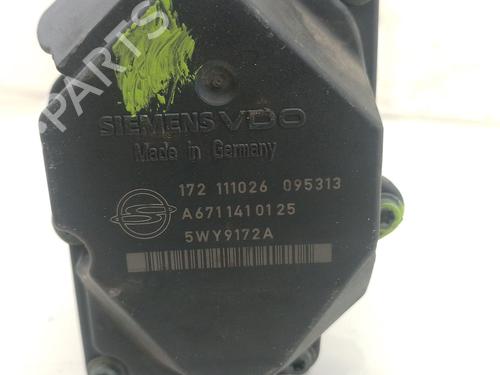 PARTS
SIEMENS VDO
Made in Germany
172 111026 095313
A6711410125
5WY9172A